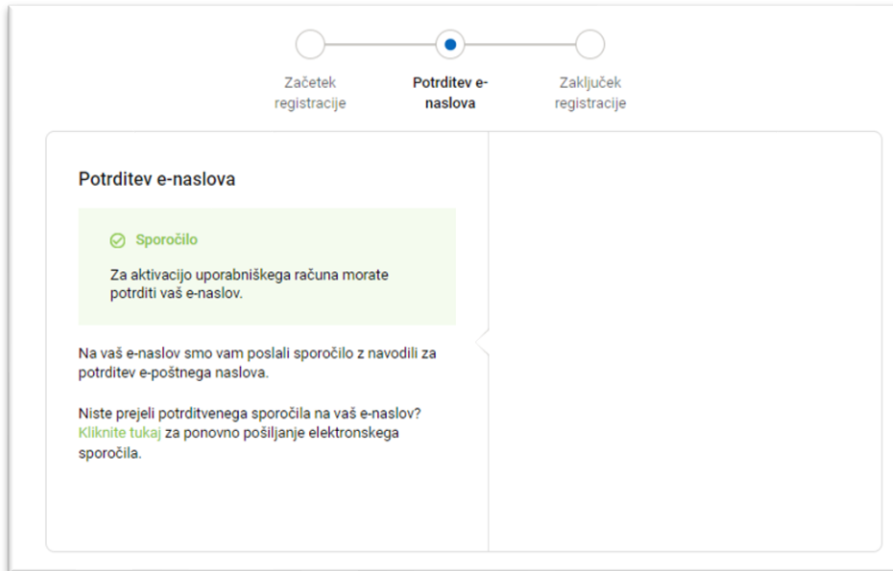 Začetek
registracije
Potrditev e-
naslova
Zaključek
registracije
Potrditev e-naslova
Sporočilo
Za aktivacijo uporabniškega računa morate
potrditi vaš e-naslov.
Na vaš e-naslov smo vam poslali sporočilo z navodili za
potrditev e-poštnega naslova.
Niste prejeli potrditvenega sporočila na vaš e-naslov?
Kliknite tukaj za ponovno pošiljanje elektronskega
sporočila.